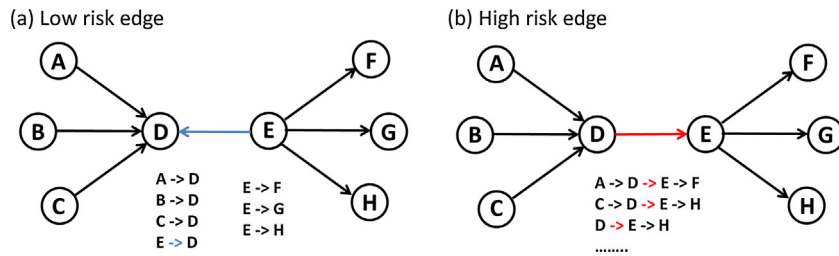 (a) Low risk edge
A
B
C
D
E
F
G
H
A -> D
B -> D
C -> D
E -> D
E -> F
E -> G
E -> H
(b) High risk edge
A
B
C
D
E
F
G
H
A -> D -> E -> F
C -> D -> E -> H
D -> E -> H
........